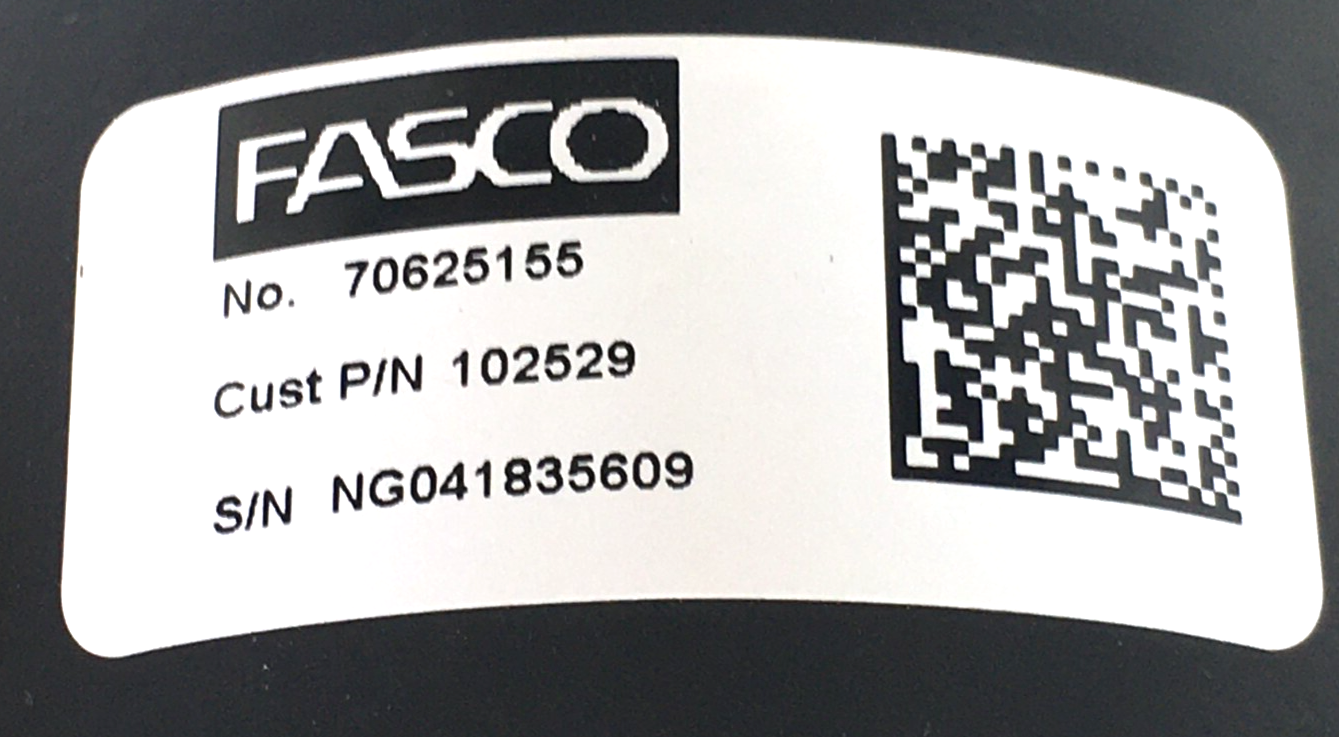 FASCO
No. 70625155
Cust P/N 102529
S/N NG041835609